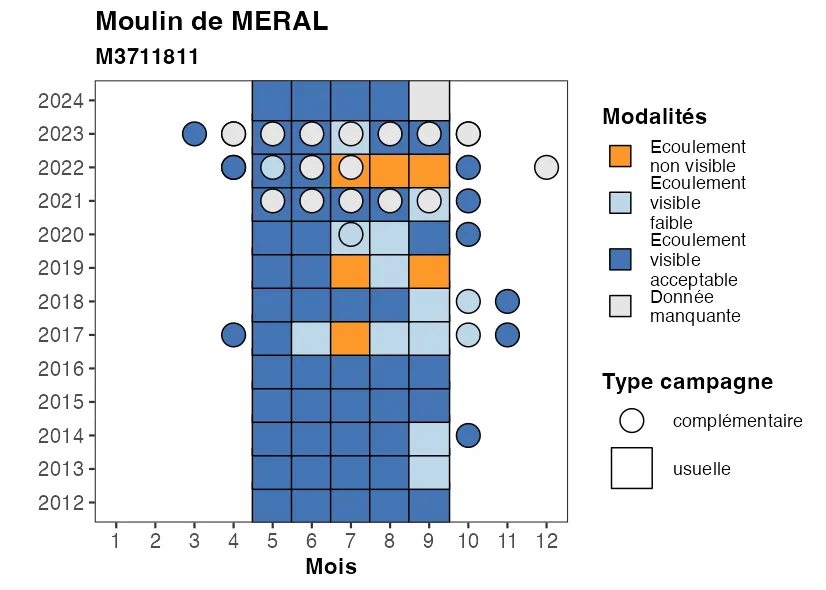 Moulin de MERAL
M3711811
2024
2023
2022
2021
2020
2019
2018
2017
2016
2015
2014
2013
2012
1 2 3 4 5 6 7 8 9 10 11 12
Mois
Modalités
Ecoulement
non visible
Ecoulement
visible
faible
Ecoulement
visible
acceptable
Donnée
manquante
Type campagne
complémentaire
usuelle